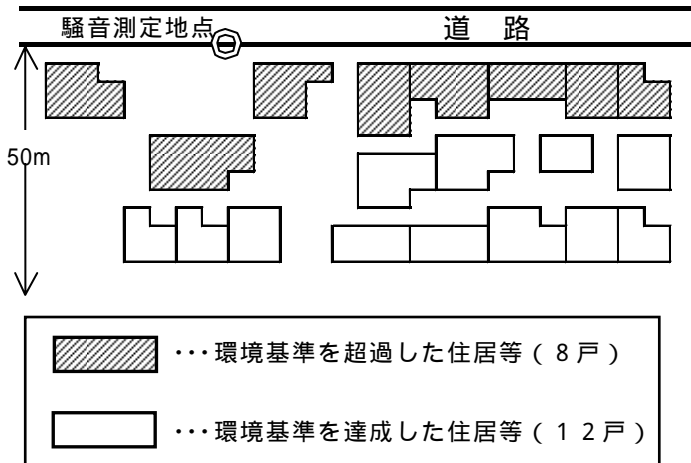 騒音測定地点
道 路
50m
･･･環境基準を超過した住居等（８戸）
･･･環境基準を達成した住居等（１２戸）